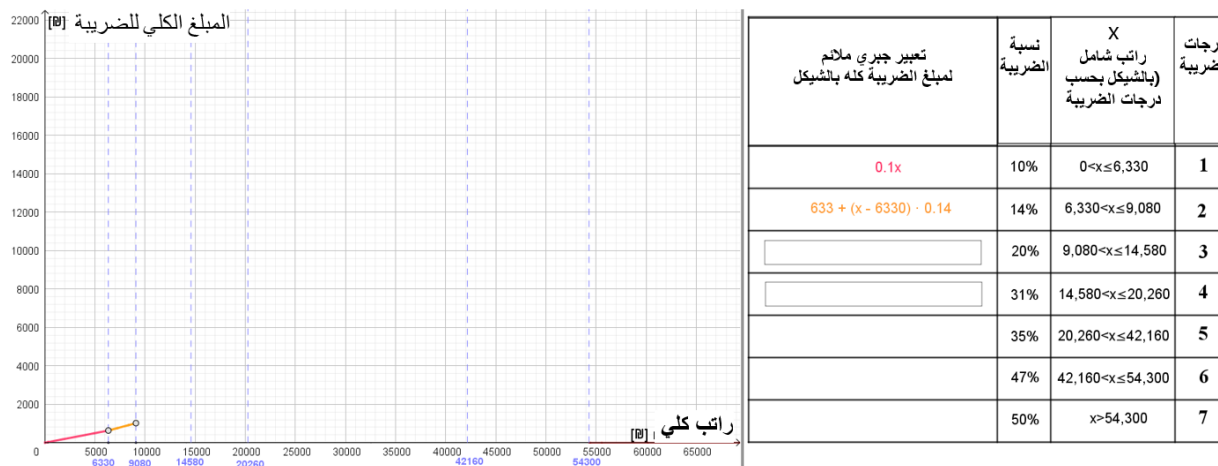 المبلغ الكلي للضريبة [₪]
22000
20000
18000
16000
14000
12000
10000
8000
6000
4000
2000
0
5000 10000 15000 20000 25000 30000 35000 40000 45000 50000 55000 60000 65000
6330 9080 14580 20260 42160 54300
راتب كلي [₪]
رجات
ضريبة
X
راتب شامل
(بالشيكل بحسب
درجات الضريبة
نسبة
الضريبة
تعبير جبري ملائم
لمبلغ الضريبة كله بالشيكل
1 0<x≤6,330 10% 0.1x
2 6,330<x≤9,080 14% 633 + (x - 6330) · 0.14
3 9,080<x≤14,580 20%
4 14,580<x≤20,260 31%
5 20,260<x≤42,160 35%
6 42,160<x≤54,300 47%
7 x>54,300 50%